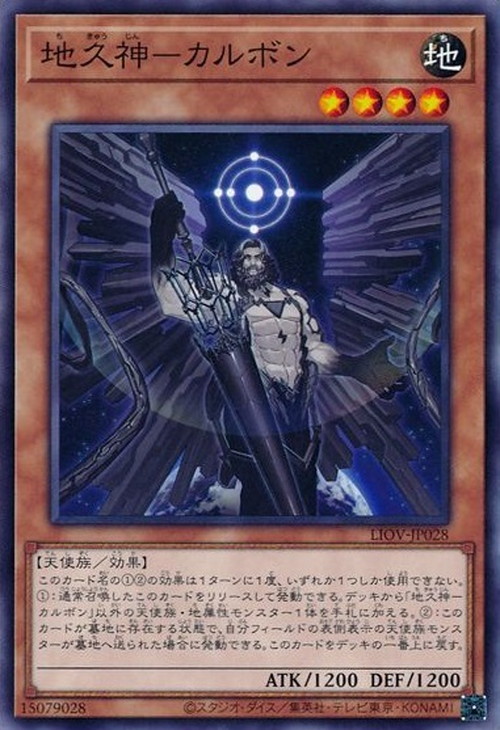 地久神－カルボン
地
LIOV-JP028
【天使族／効果】
このカード名の①②の効果は1ターンに1度、いずれか1つしか使用できない。
①：通常召喚したこのカードをリリースして発動できる。デッキから「地久神－
カルボン」以外の天使族・地属性モンスター1体を手札に加える。②：この
カードが墓地に存在する状態で、自分フィールドの表側表示の天使族モンス
ターが墓地へ送られた場合に発動できる。このカードをデッキの一番上に戻す。
ATK/1200 DEF/1200
15079028 ©スタジオ・ダイス／集英社・テレビ東京・KONAMI